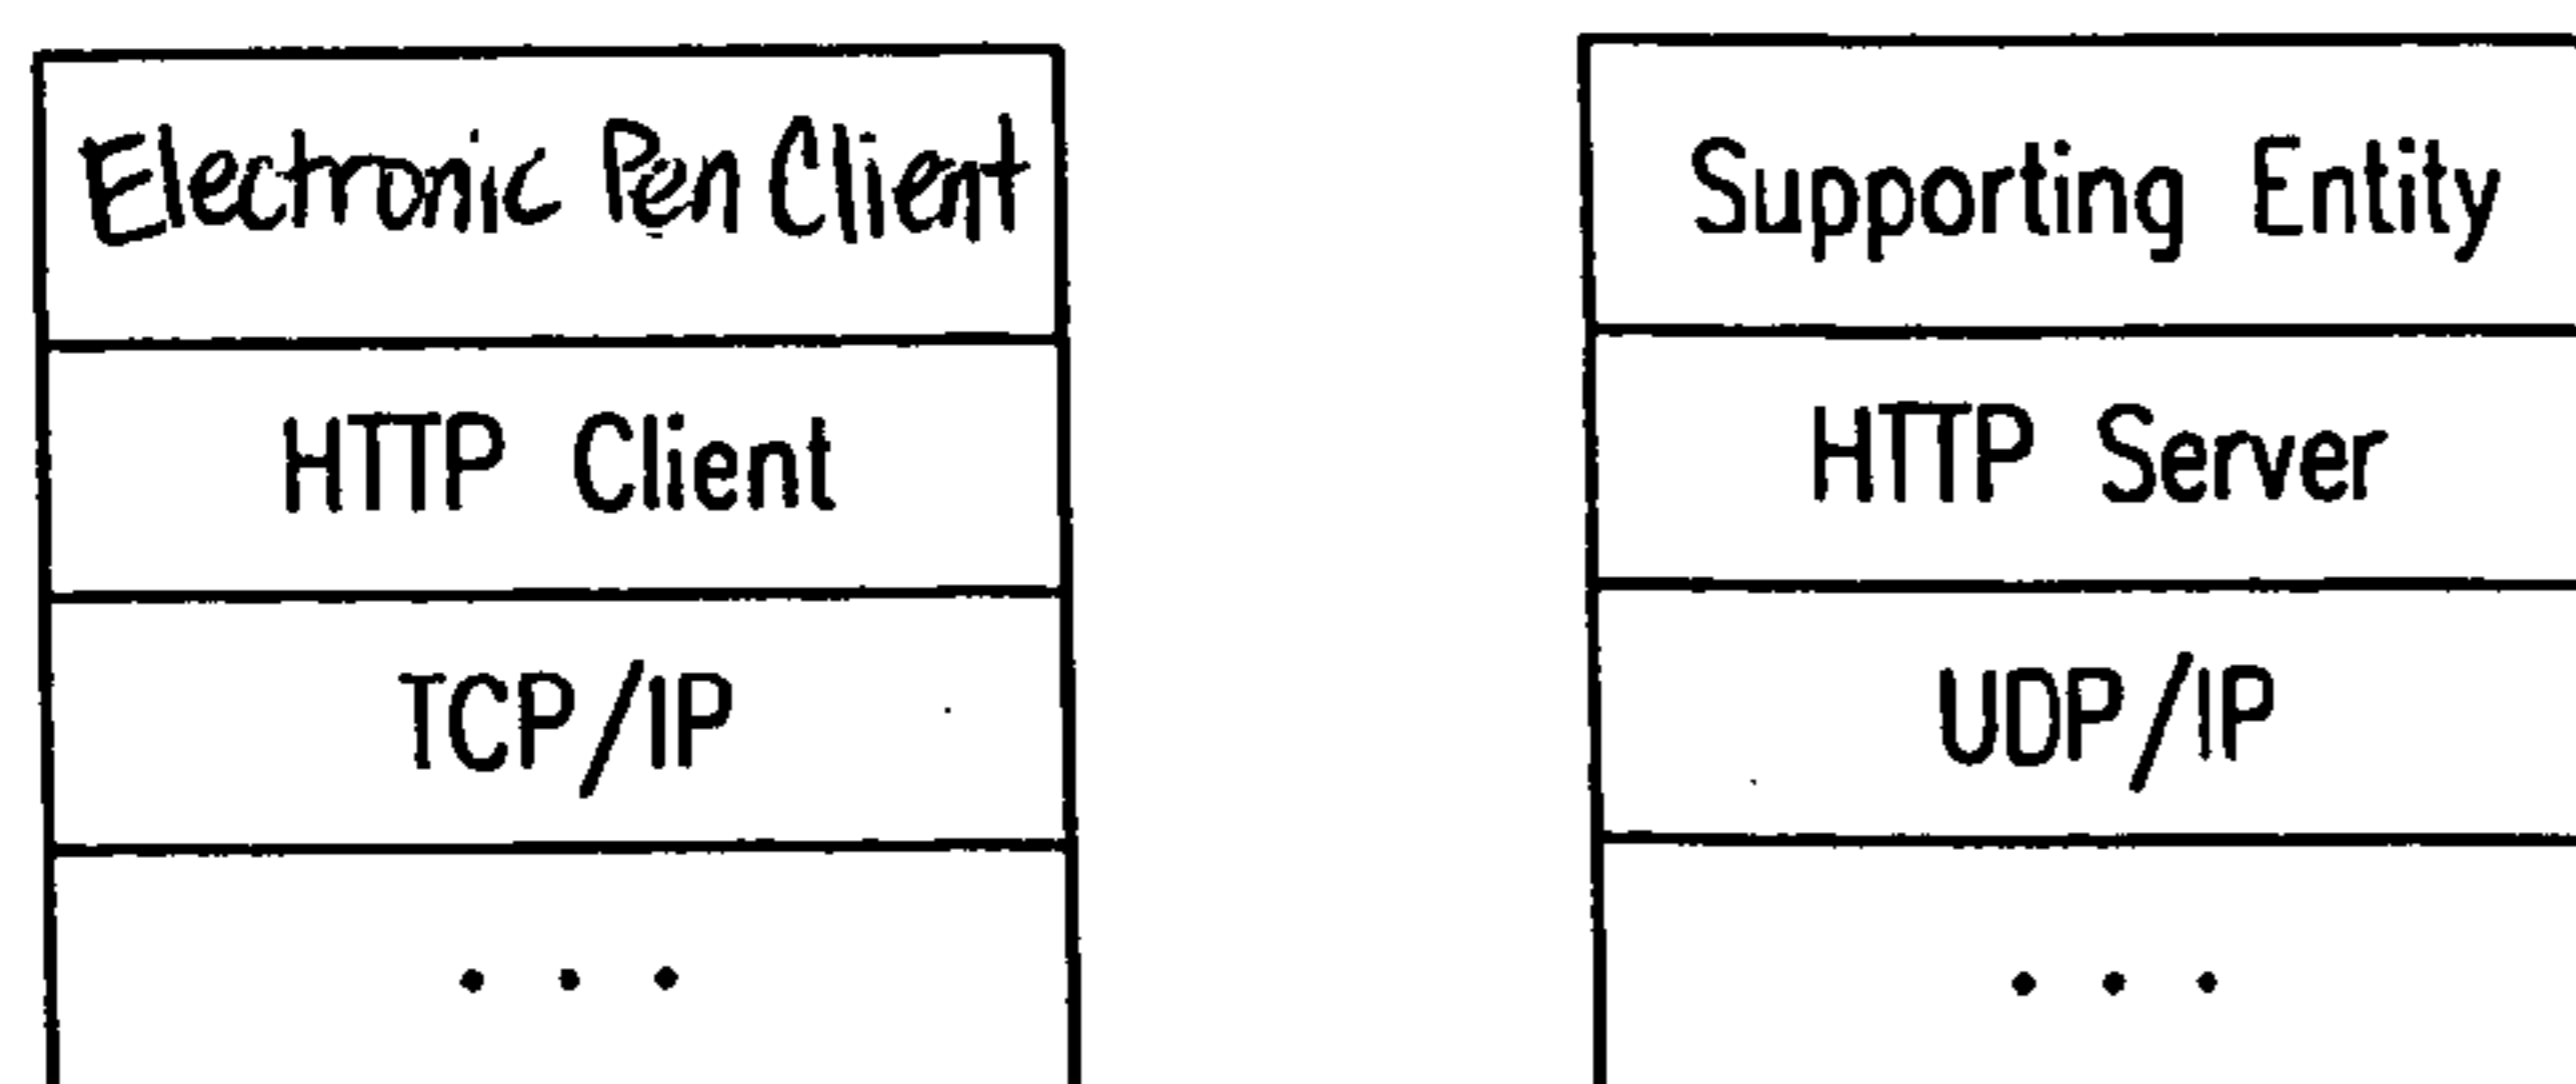 Electronic Pen Client
HTTP Client
TCP/IP
. . .
Supporting Entity
HTTP Server
UDP/IP
. . .